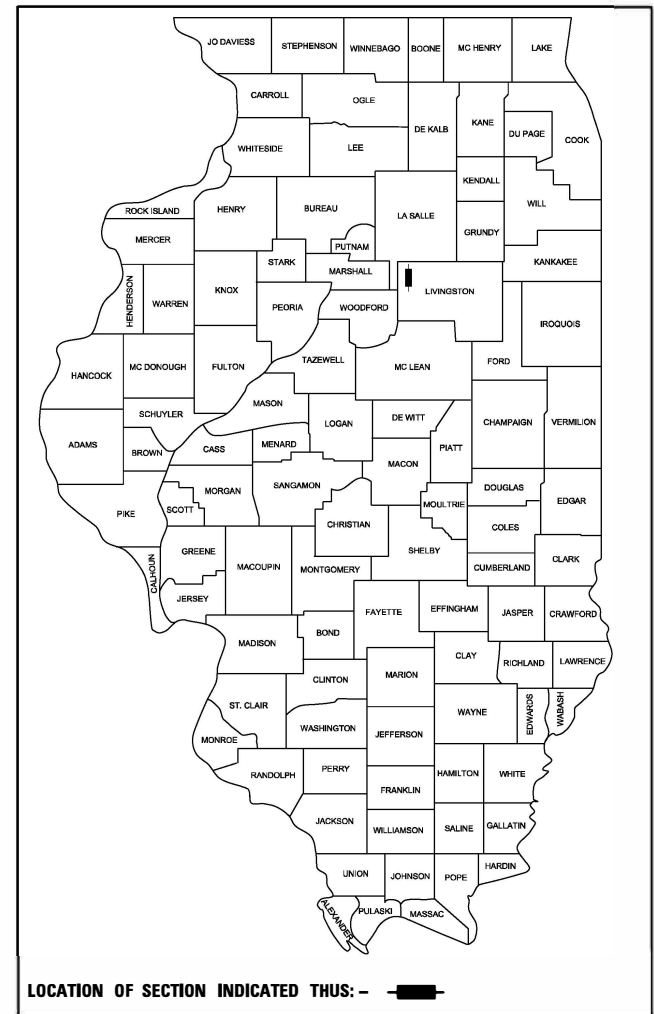 JO DAVIESS STEPHENSON WINNEBAGO BOONE MC HENRY LAKE
CARROLL OGLE DE KALB KANE DU PAGE COOK
WHITESIDE LEE
KENDALL
ROCK ISLAND HENRY BUREAU LA SALLE WILL
MERCER PUTNAM GRUNDY
STARK MARSHALL KANKAKEE
HENDERSON WARREN KNOX PEORIA WOODFORD LIVINGSTON
IROQUOIS
HANCOCK MC DONOUGH FULTON TAZEWELL MC LEAN FORD
MASON
SCHUYLER LOGAN DE WITT CHAMPAIGN VERMILION
ADAMS BROWN CASS MENARD PIATT
MACON
MORGAN SANGAMON DOUGLAS
PIKE SCOTT CHRISTIAN MOULTRIE EDGAR
COLES
GREENE MACOUPIN SHELBY
CALHOUN MONTGOMERY CUMBERLAND CLARK
JERSEY FAYETTE EFFINGHAM JASPER CRAWFORD
MADISON BOND
CLAY RICHLAND LAWRENCE
CLINTON MARION
ST. CLAIR WAYNE EDWARDS WABASH
WASHINGTON JEFFERSON
MONROE
RANDOLPH PERRY HAMILTON WHITE
FRANKLIN
JACKSON WILLIAMSON SALINE GALLATIN
UNION JOHNSON POPE HARDIN
ALEXANDER PULASKI MASSAC
LOCATION OF SECTION INDICATED THUS: –